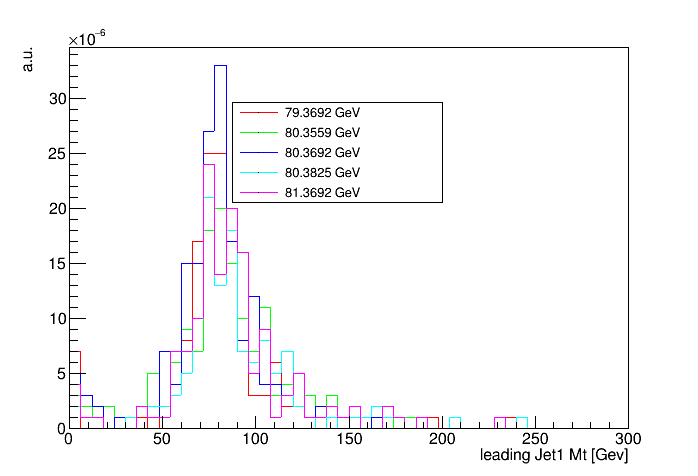 ×10⁻⁶
a.u.
30
25
20
15
10
5
0
79.3692 GeV
80.3559 GeV
80.3692 GeV
80.3825 GeV
81.3692 GeV
0 50 100 150 200 250 300
leading Jet1 Mt [Gev]